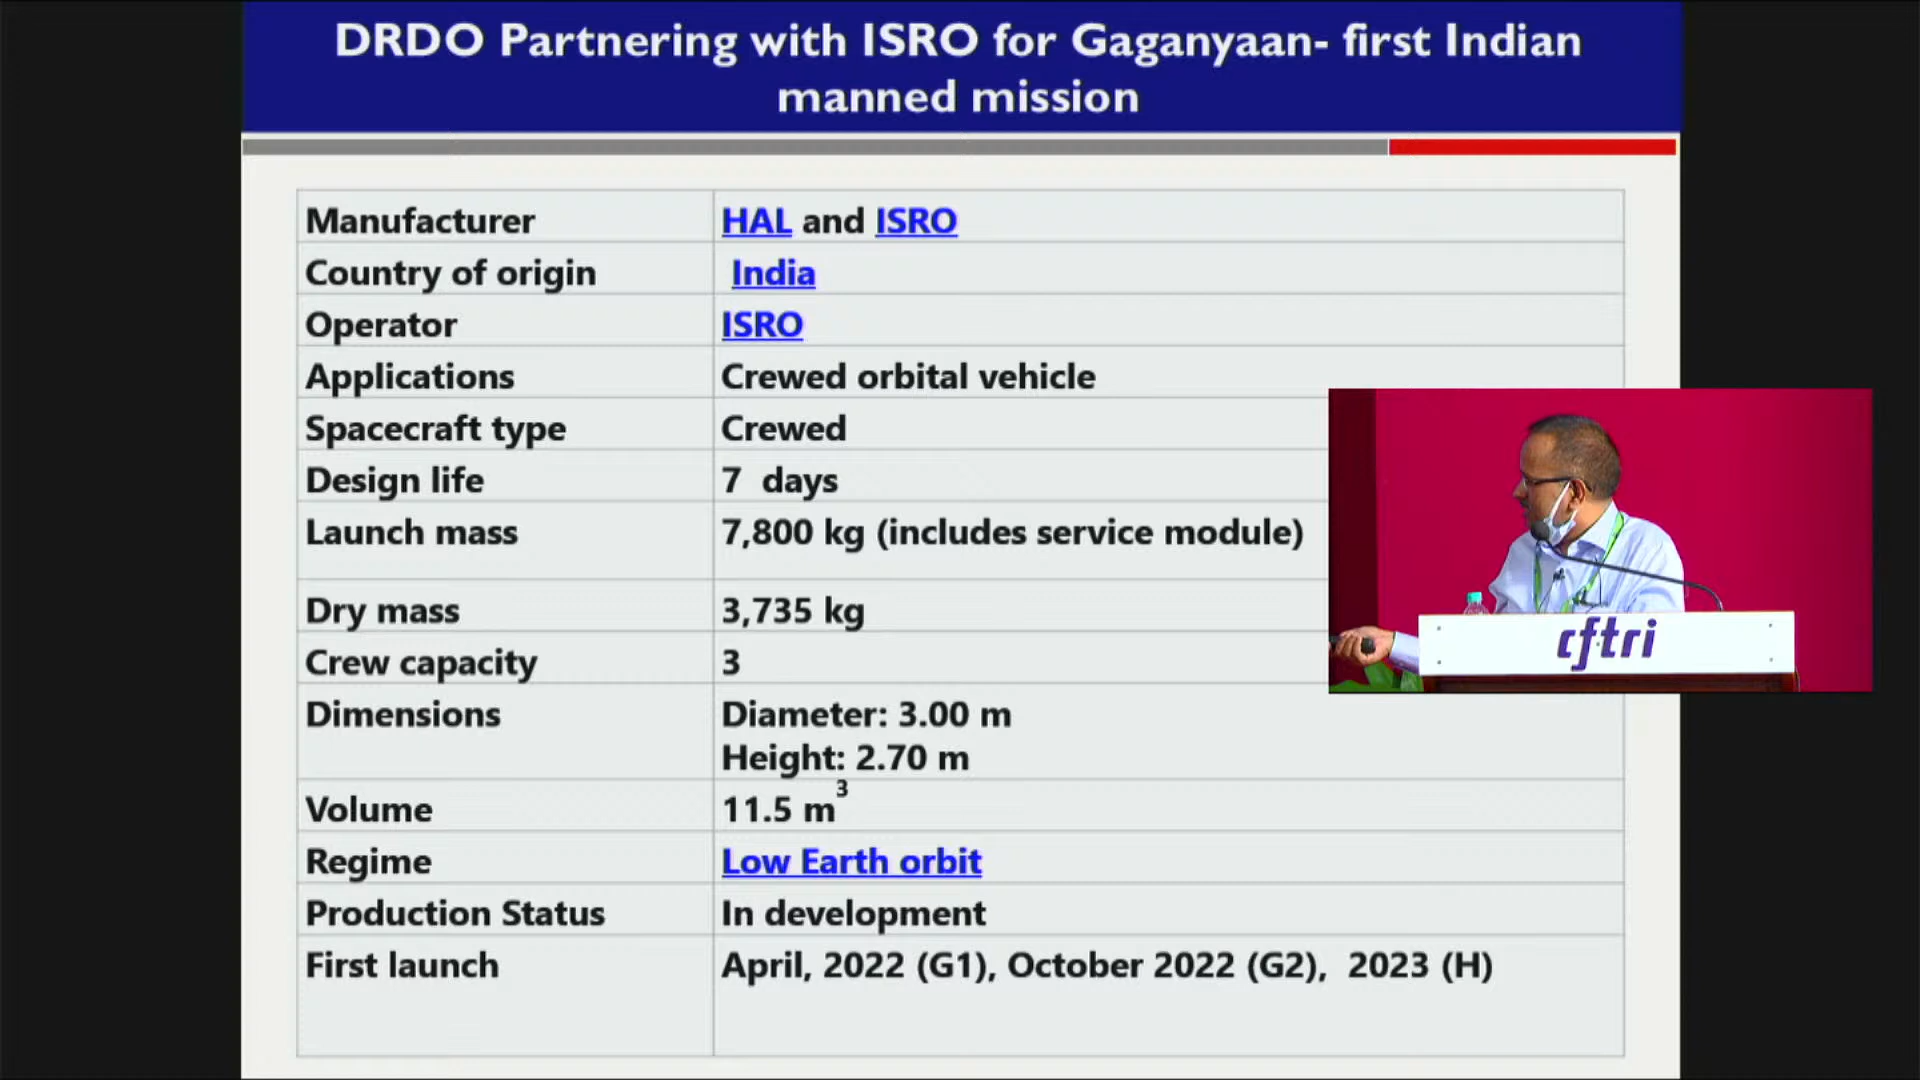 DRDO Partnering with ISRO for Gaganyaan- first Indian
manned mission
Manufacturer HAL and ISRO
Country of origin India
Operator ISRO
Applications Crewed orbital vehicle
Spacecraft type Crewed
Design life 7 days
Launch mass 7,800 kg (includes service module)
Dry mass 3,735 kg
Crew capacity 3
Dimensions Diameter: 3.00 m
Height: 2.70 m
Volume 11.5 m³
Regime Low Earth orbit
Production Status In development
First launch April, 2022 (G1), October 2022 (G2), 2023 (H)
cftri